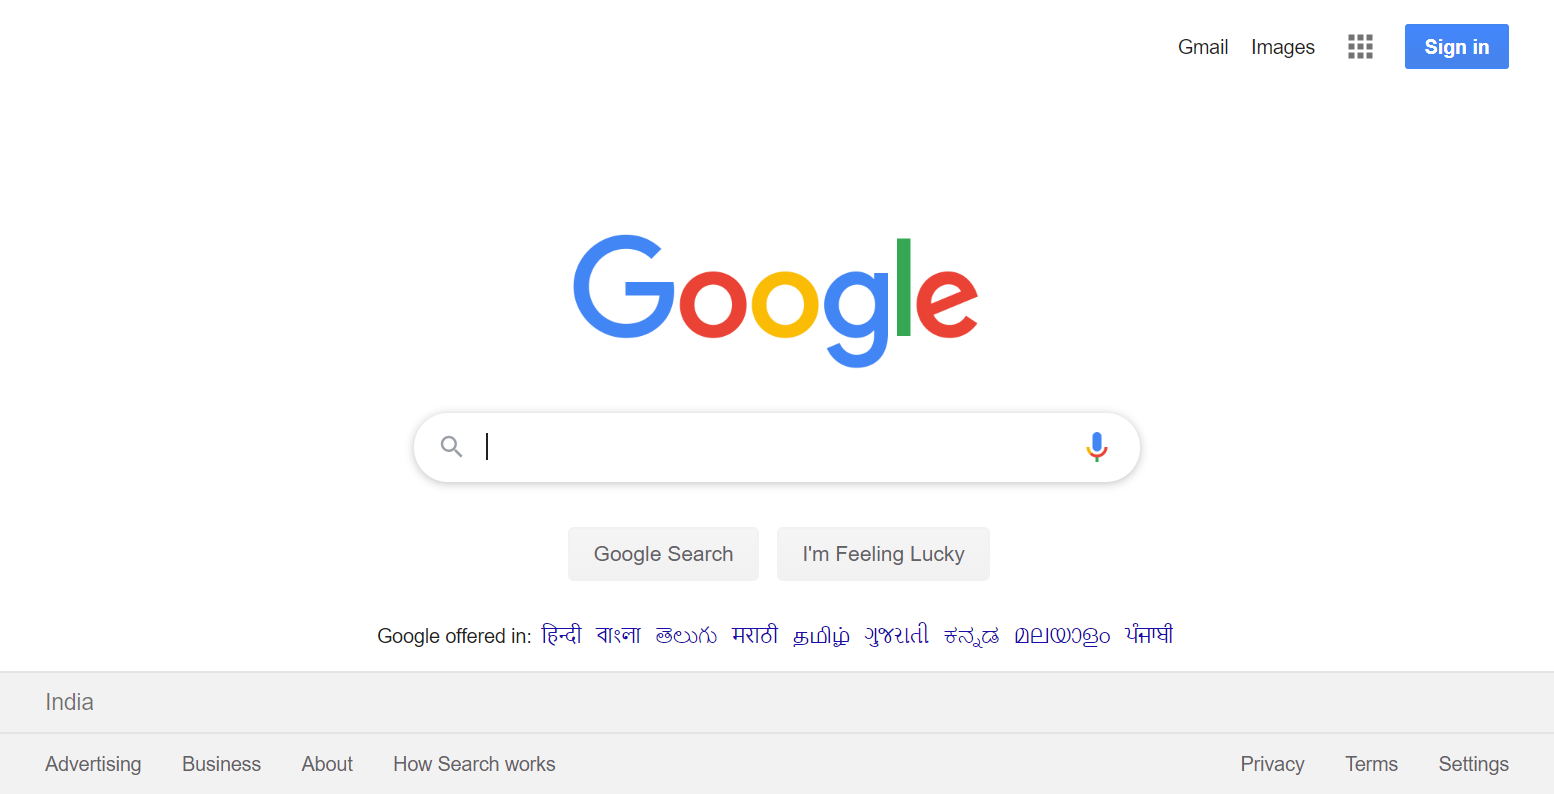 Gmail Images Sign in
Google
Google Search I'm Feeling Lucky
Google offered in: हिन्दी বাংলা తెలుగు मराठी தமிழ் ગુજરાતી ಕನ್ನಡ മലയാളം ਪੰਜਾਬੀ
India
Advertising Business About How Search works Privacy Terms Settings